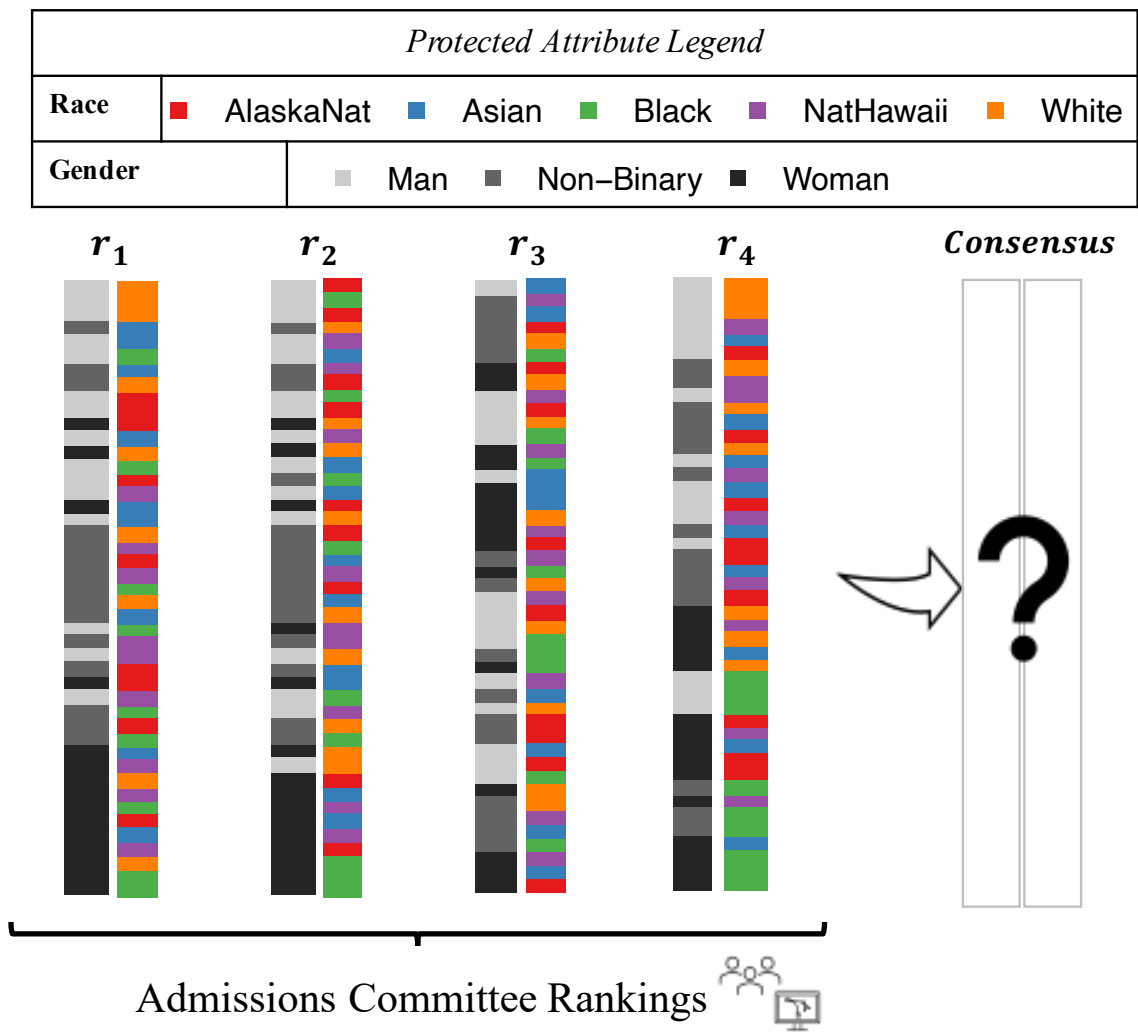 Protected Attribute Legend
Race AlaskaNat Asian Black NatHawaii White
Gender Man Non−Binary Woman
r₁ r₂ r₃ r₄ Consensus
?
Admissions Committee Rankings